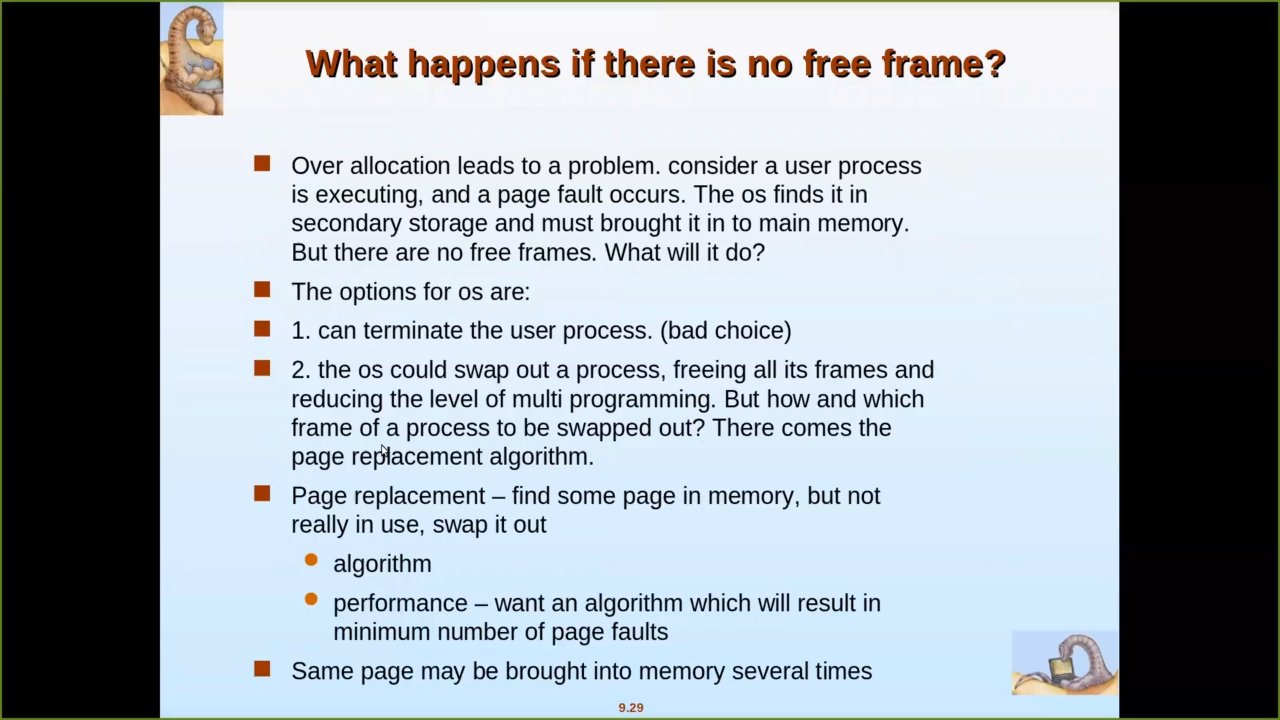 What happens if there is no free frame?
Over allocation leads to a problem. consider a user process
is executing, and a page fault occurs. The os finds it in
secondary storage and must brought it in to main memory.
But there are no free frames. What will it do?
The options for os are:
1. can terminate the user process. (bad choice)
2. the os could swap out a process, freeing all its frames and
reducing the level of multi programming. But how and which
frame of a process to be swapped out? There comes the
page replacement algorithm.
Page replacement – find some page in memory, but not
really in use, swap it out
algorithm
performance – want an algorithm which will result in
minimum number of page faults
Same page may be brought into memory several times
9.29